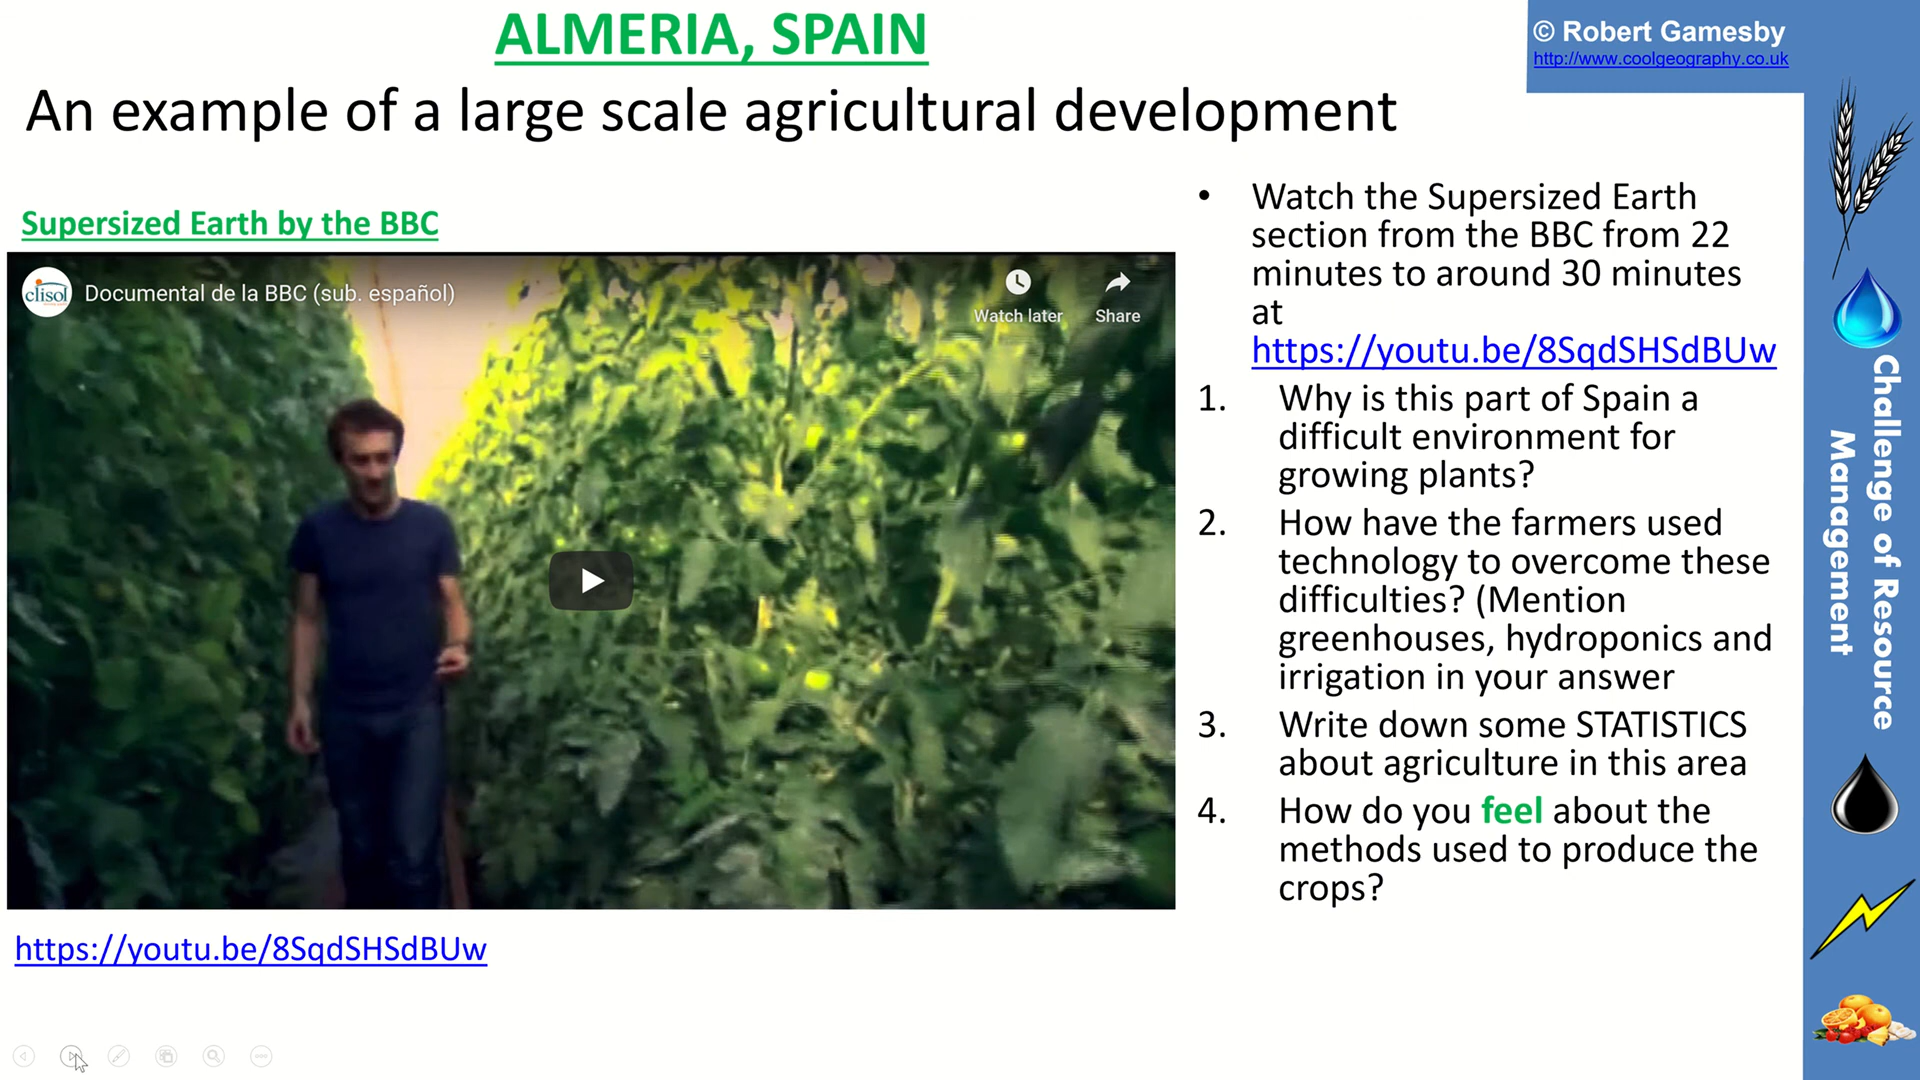 ALMERIA, SPAIN
© Robert Gamesby
http://www.coolgeography.co.uk
An example of a large scale agricultural development
Supersized Earth by the BBC
clisol
Documental de la BBC (sub. español)
Watch later
Share
https://youtu.be/8SqdSHSdBUw
• Watch the Supersized Earth
section from the BBC from 22
minutes to around 30 minutes
at
https://youtu.be/8SqdSHSdBUw
1. Why is this part of Spain a
difficult environment for
growing plants?
2. How have the farmers used
technology to overcome these
difficulties? (Mention
greenhouses, hydroponics and
irrigation in your answer
3. Write down some STATISTICS
about agriculture in this area
4. How do you feel about the
methods used to produce the
crops?
Challenge of Resource
Management